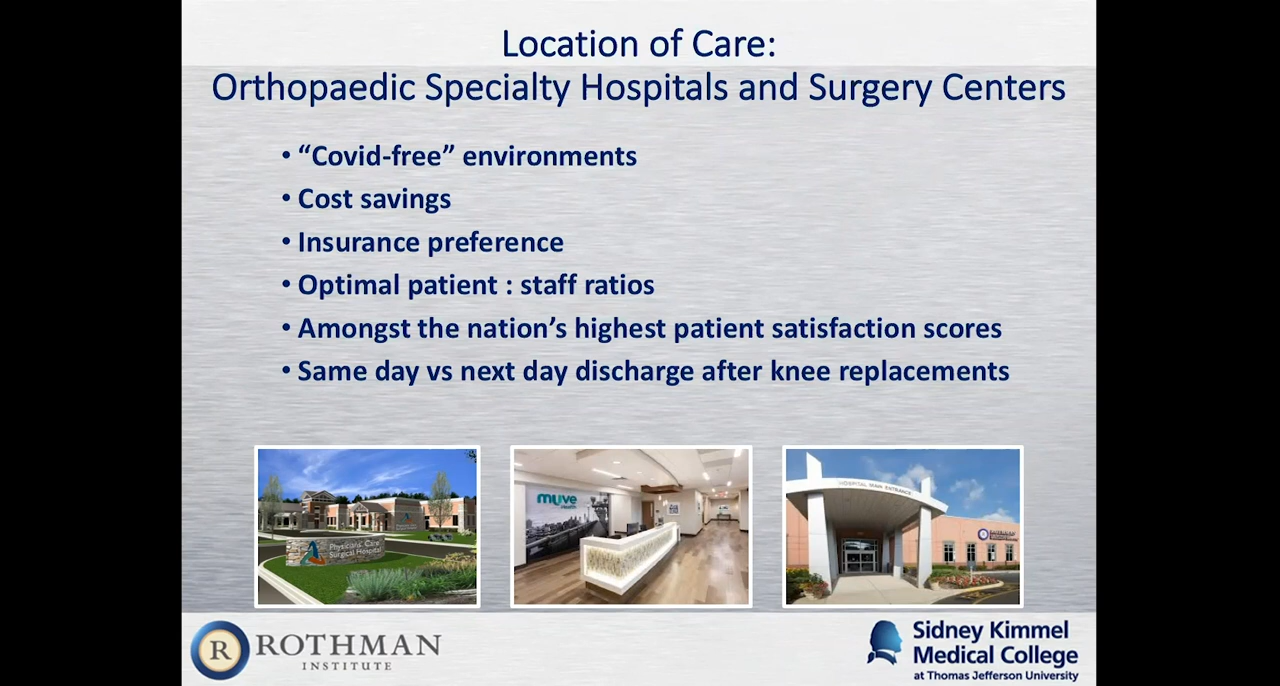 Location of Care:
Orthopaedic Specialty Hospitals and Surgery Centers
• “Covid-free” environments
• Cost savings
• Insurance preference
• Optimal patient : staff ratios
• Amongst the nation’s highest patient satisfaction scores
• Same day vs next day discharge after knee replacements
Physicians' Care
Surgical Hospital
muve
health
HOSPITAL MAIN ENTRANCE
ROTHMAN
R
ROTHMAN
INSTITUTE
Sidney Kimmel
Medical College
at Thomas Jefferson University